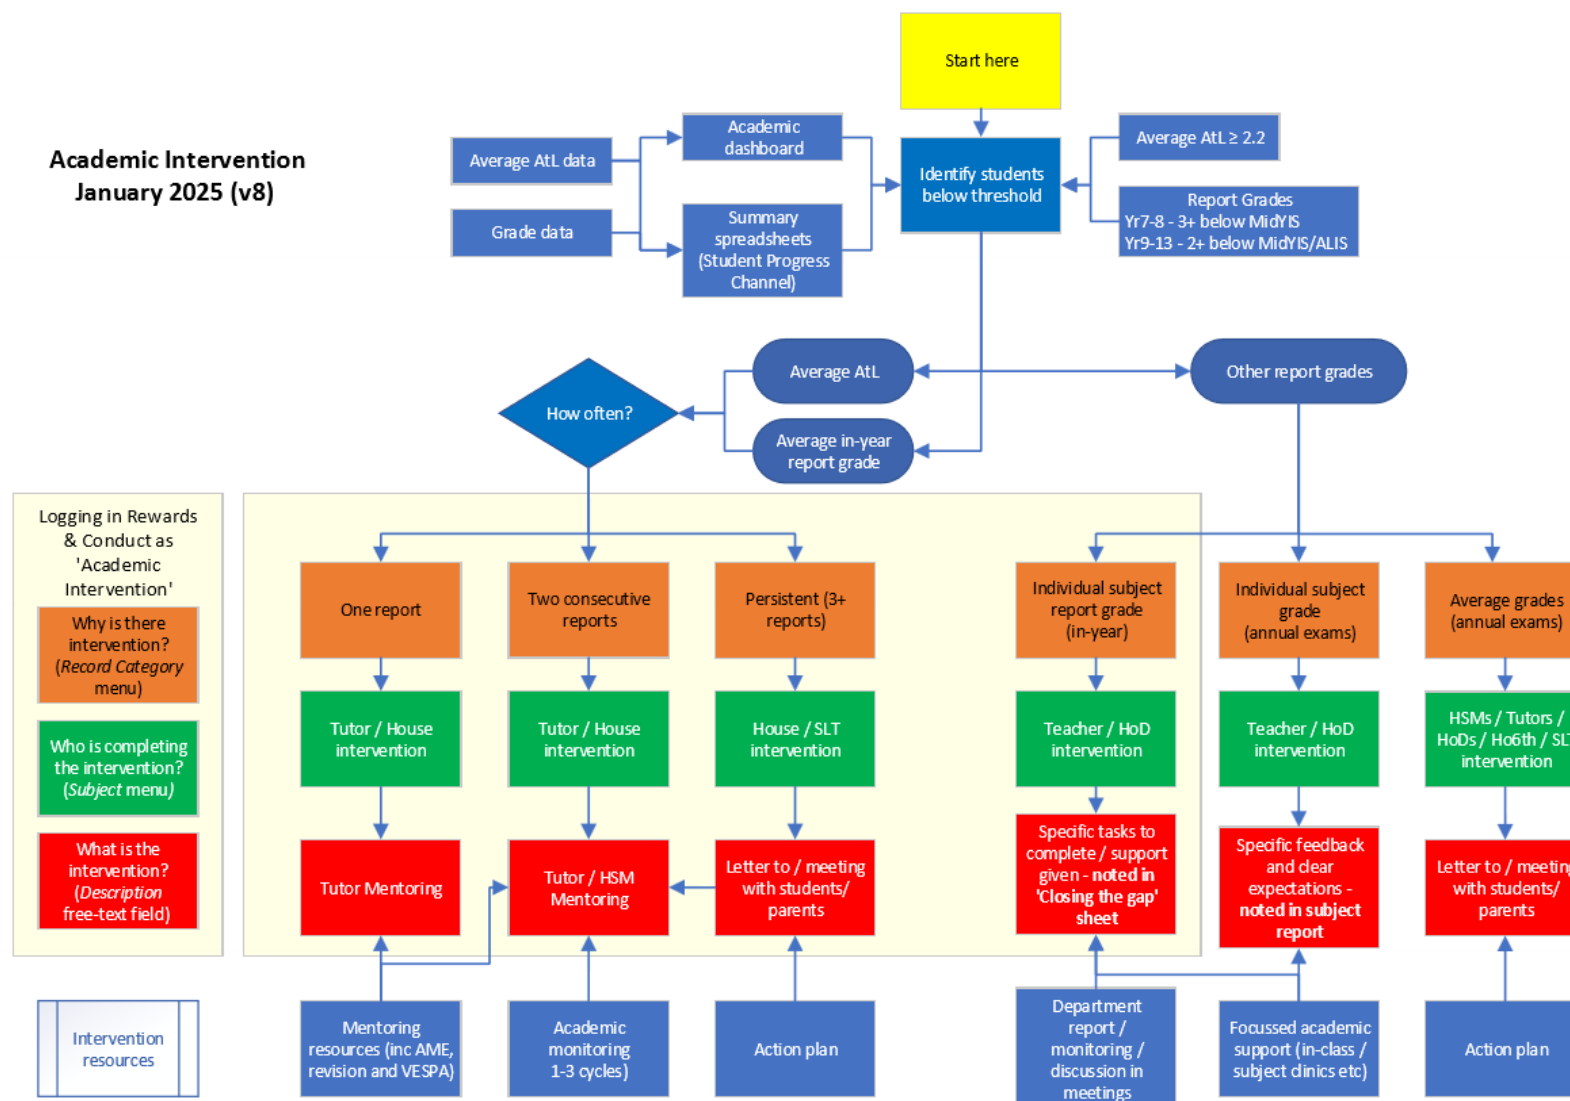 Start here
Academic Intervention
January 2025 (v8)
Average AtL data
Grade data
Academic
dashboard
Summary
spreadsheets
(Student Progress
Channel)
Identify students
below threshold
Average AtL ≥ 2.2
Report Grades
Yr7-8 - 3+ below MidYIS
Yr9-13 - 2+ below MidYIS/ALIS
How often?
Average AtL
Average in-year
report grade
Other report grades
Logging in Rewards
& Conduct as
'Academic
Intervention'
Why is there
intervention?
(Record Category
menu)
Who is completing
the intervention?
(Subject menu)
What is the
intervention?
(Description
free-text field)
One report
Two consecutive
reports
Persistent (3+
reports)
Individual subject
report grade
(in-year)
Individual subject
grade
(annual exams)
Average grades
(annual exams)
Tutor / House
intervention
Tutor / House
intervention
House / SLT
intervention
Teacher / HoD
intervention
Teacher / HoD
intervention
HSMs / Tutors /
HoDs / Ho6th / SLT
intervention
Tutor Mentoring
Tutor / HSM
Mentoring
Letter to / meeting
with students/
parents
Specific tasks to
complete / support
given - noted in
'Closing the gap'
sheet
Specific feedback
and clear
expectations -
noted in subject
report
Letter to / meeting
with students/
parents
Intervention
resources
Mentoring
resources (inc AME,
revision and VESPA)
Academic
monitoring
1-3 cycles)
Action plan
Department
report /
monitoring /
discussion in
meetings
Focussed academic
support (in-class /
subject clinics etc)
Action plan